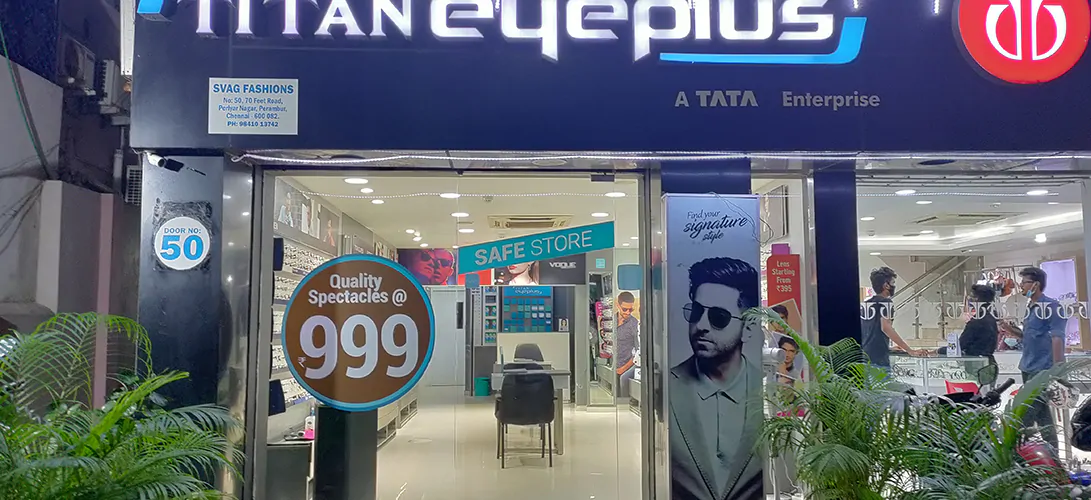 TITAN eyeplus
A TATA Enterprise
SVAG FASHIONS
No: 50, 70 Feet Road,
Periyar Nagar, Perambur,
Chennai - 600 082.
PH: 98410 13742
DOOR NO:
50
Quality
Spectacles @
₹999
SAFE STORE
VOGUE
Find your
signature
style
Lens
Starting
From
₹395